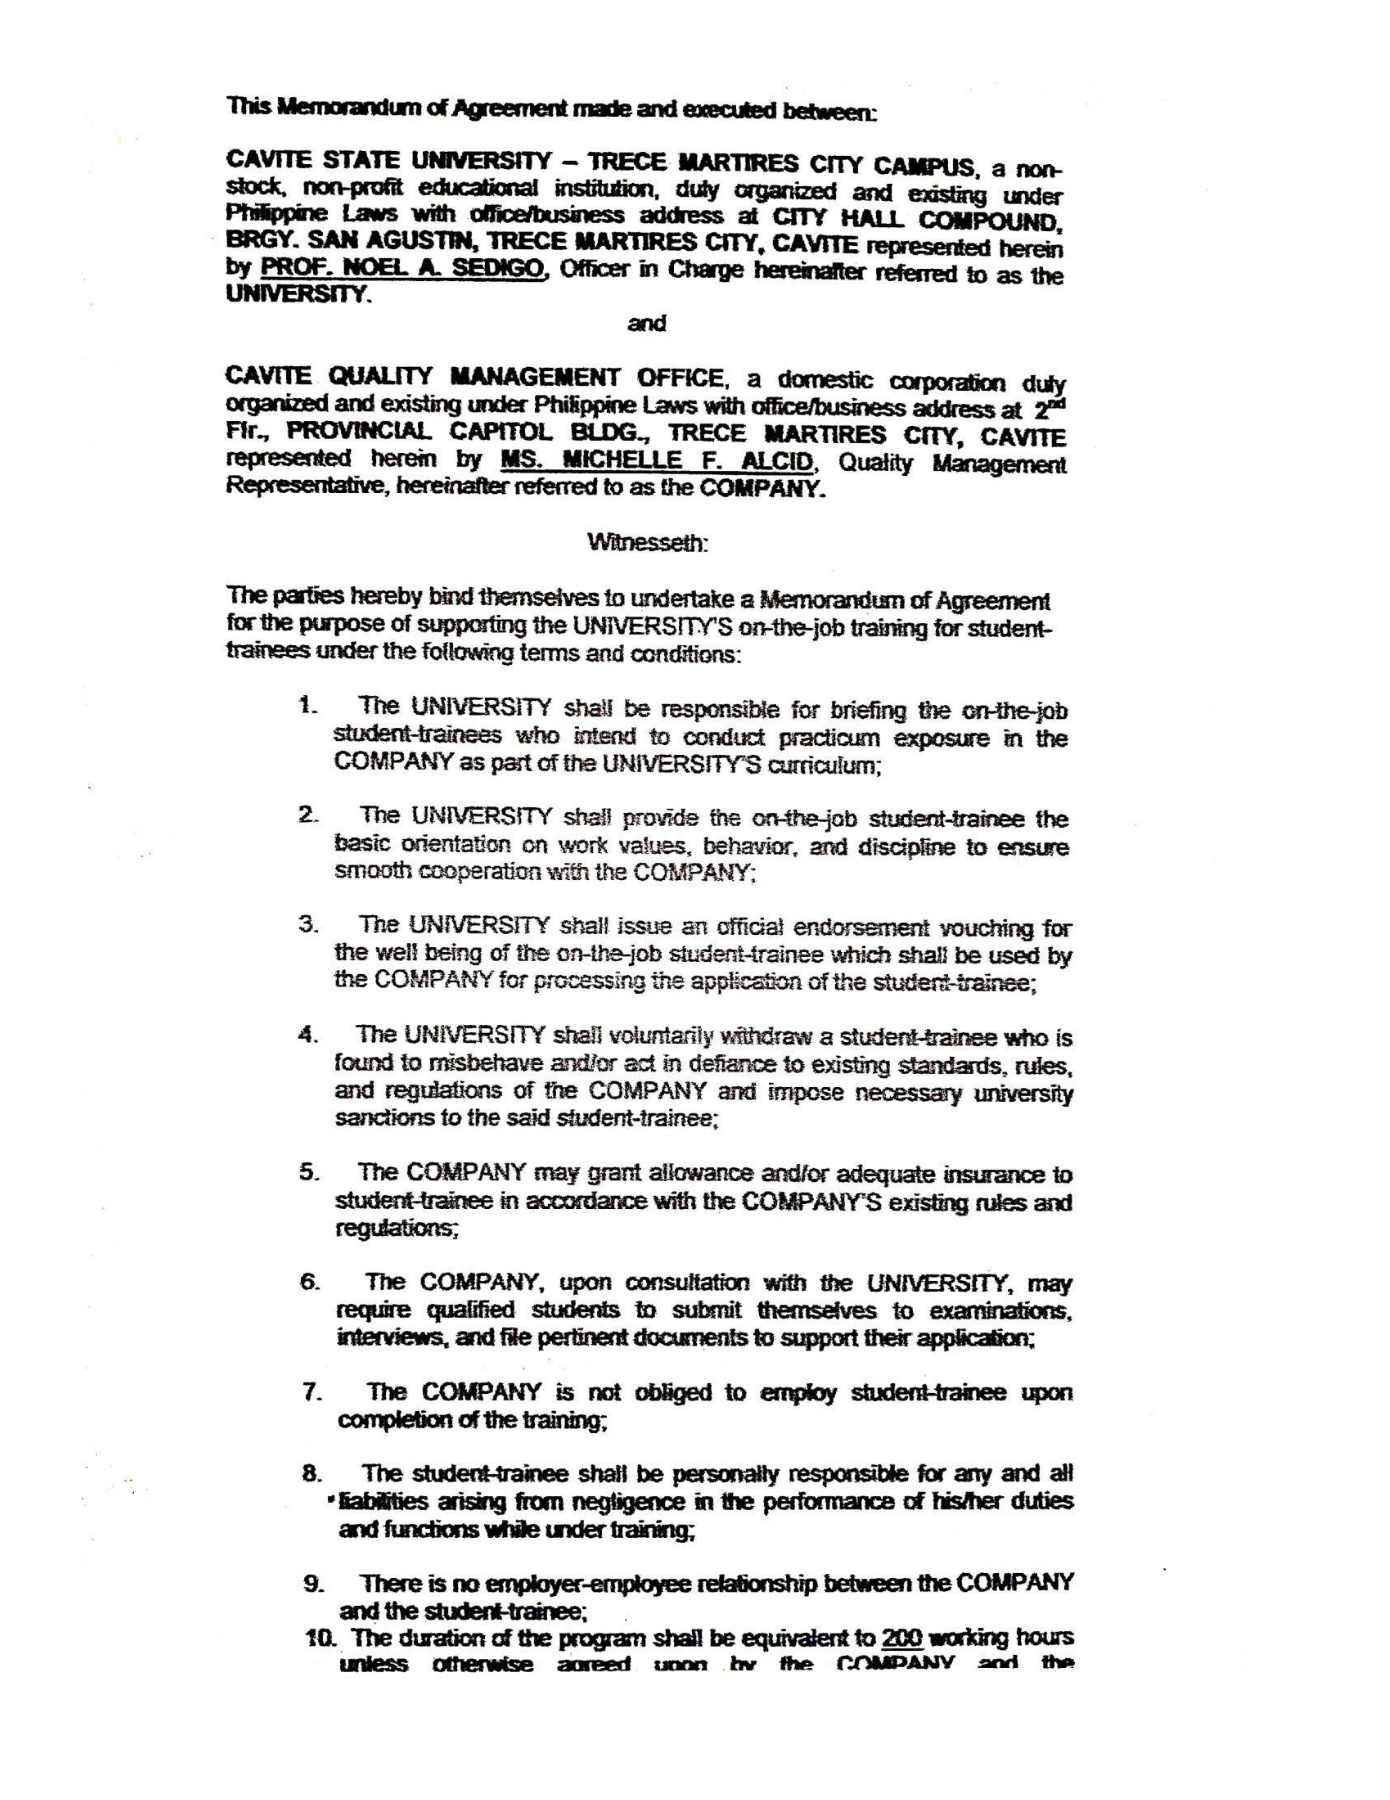 This Memorandum of Agreement made and executed between:
CAVITE STATE UNIVERSITY – TRECE MARTIRES CITY CAMPUS, a non-
stock, non-profit educational institution, duly organized and existing under
Philippine Laws with office/business address at CITY HALL COMPOUND,
BRGY. SAN AGUSTIN, TRECE MARTIRES CITY, CAVITE represented herein
by PROF. NOEL A. SEDIGO, Officer in Charge hereinafter referred to as the
UNIVERSITY.
and
CAVITE QUALITY MANAGEMENT OFFICE, a domestic corporation duly
organized and existing under Philippine Laws with office/business address at 2nd
Flr., PROVINCIAL CAPITOL BLDG., TRECE MARTIRES CITY, CAVITE
represented herein by MS. MICHELLE F. ALCID, Quality Management
Representative, hereinafter referred to as the COMPANY.
Witnesseth:
The parties hereby bind themselves to undertake a Memorandum of Agreement
for the purpose of supporting the UNIVERSITY'S on-the-job training for student-
trainees under the following terms and conditions:
1. The UNIVERSITY shall be responsible for briefing the on-the-job
student-trainees who intend to conduct practicum exposure in the
COMPANY as part of the UNIVERSITY'S curriculum;
2. The UNIVERSITY shall provide the on-the-job student-trainee the
basic orientation on work values, behavior, and discipline to ensure
smooth cooperation with the COMPANY;
3. The UNIVERSITY shall issue an official endorsement vouching for
the well being of the on-the-job student-trainee which shall be used by
the COMPANY for processing the application of the student-trainee;
4. The UNIVERSITY shall voluntarily withdraw a student-trainee who is
found to misbehave and/or act in defiance to existing standards, rules,
and regulations of the COMPANY and impose necessary university
sanctions to the said student-trainee;
5. The COMPANY may grant allowance and/or adequate insurance to
student-trainee in accordance with the COMPANY'S existing rules and
regulations;
6. The COMPANY, upon consultation with the UNIVERSITY, may
require qualified students to submit themselves to examinations,
interviews, and file pertinent documents to support their application;
7. The COMPANY is not obliged to employ student-trainee upon
completion of the training;
8. The student-trainee shall be personally responsible for any and all
liabilities arising from negligence in the performance of his/her duties
and functions while under training;
9. There is no employer-employee relationship between the COMPANY
and the student-trainee;
10. The duration of the program shall be equivalent to 200 working hours
unless otherwise agreed upon by the COMPANY and the